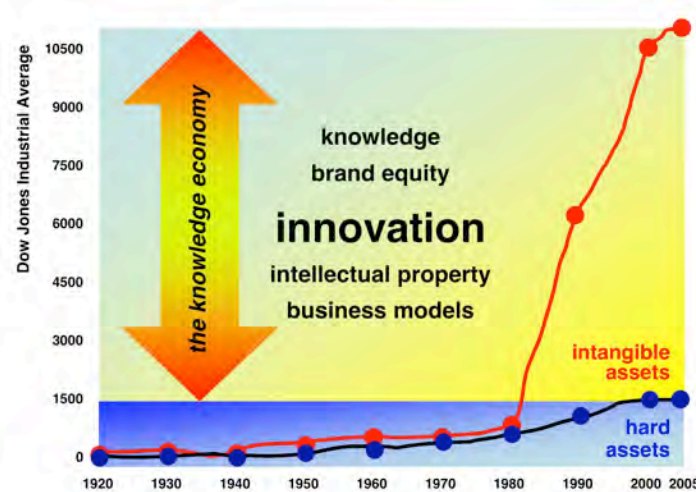 Dow Jones Industrial Average
10500
9000
7500
6000
4500
3000
1500
0
the knowledge economy
knowledge
brand equity
innovation
intellectual property
business models
intangible
assets
hard
assets
1920 1930 1940 1950 1960 1970 1980 1990 2000 2005